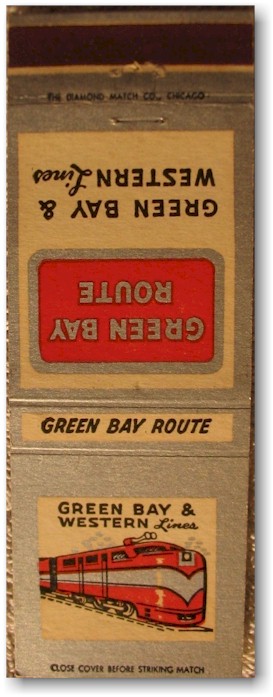 THE DIAMOND MATCH CO., CHICAGO
GREEN BAY &
WESTERN Lines
GREEN BAY
ROUTE
GREEN BAY ROUTE
GREEN BAY &
WESTERN Lines
CLOSE COVER BEFORE STRIKING MATCH